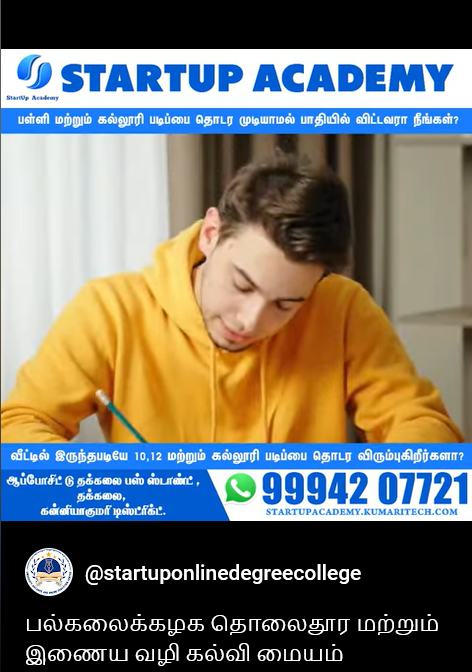 STARTUP ACADEMY
StartUp Academy
பள்ளி மற்றும் கல்லூரி படிப்பை தொடர முடியாமல் பாதியில் விட்டவரா நீங்கள்?
வீட்டில் இருந்தபடியே 10,12 மற்றும் கல்லூரி படிப்பை தொடர விரும்புகிறீர்களா?
ஆப்போசிட் டு தக்கலை பஸ் ஸ்டாண்ட் ,
தக்கலை,
கன்னியாகுமரி டிஸ்ட்ரிக்ட்.
99942 07721
STARTUPACADEMY.KUMARITECH.COM
@startuponlinedegreecollege
பல்கலைக்கழக தொலைதூர மற்றும்
இணைய வழி கல்வி மையம்